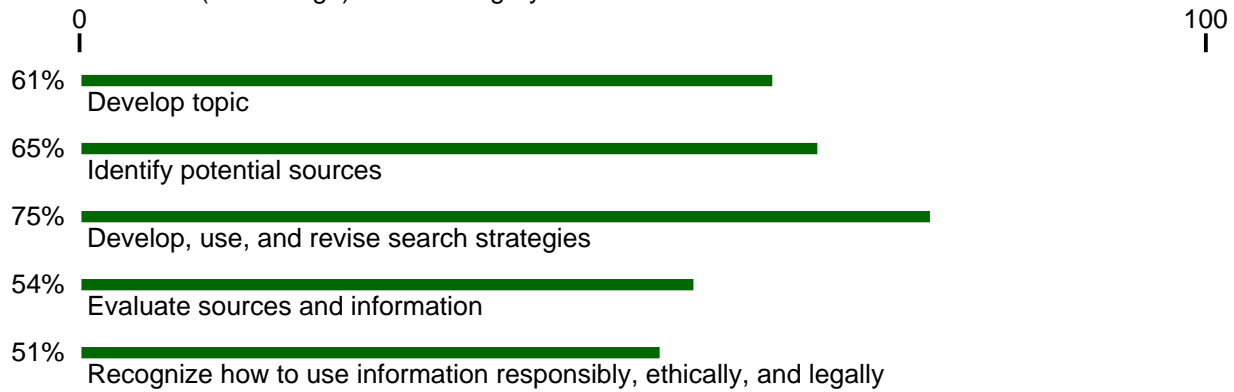 0 100
61%
Develop topic
65%
Identify potential sources
75%
Develop, use, and revise search strategies
54%
Evaluate sources and information
51%
Recognize how to use information responsibly, ethically, and legally